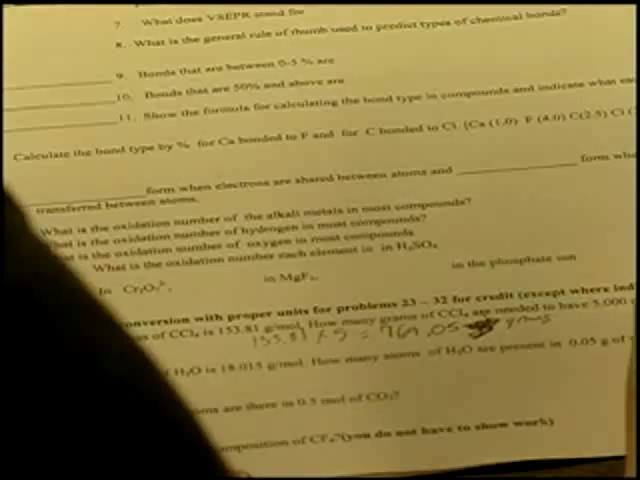 7. What does VSEPR stand for
8. What is the general rule of thumb used to predict types of chemical bonds?
9. Bonds that are between 0-5 % are
10. Bonds that are 50% and above are
11. Show the formula for calculating the bond type in compounds and indicate what
Calculate the bond type by % for Ca bonded to F and for C bonded to Cl. (Ca (1.0) F (4.0) C(2.5) Cl
form when electrons are shared between atoms and form
transferred between atoms.
What is the oxidation number of the alkali metals in most compounds?
What is the oxidation number of hydrogen in most compounds?
is the oxidation number of oxygen in most compounds
What is the oxidation number each element is in H₂SO₄
In in MgF₂, in the phosphate ion
conversion with proper units for problems 23 – 32 for credit (except where
of CCl₄ is 153.81 g/mol. How many grams of CCl₄ are needed to have 5.000
153.81 x 5 = 769.05 grams
of H₂O is 18.015 g/mol. How many atoms of H₂O are present in 0.05 g of
are there in 0.5 mol of CO₂?
composition of CF₄?(you do not have to show work)